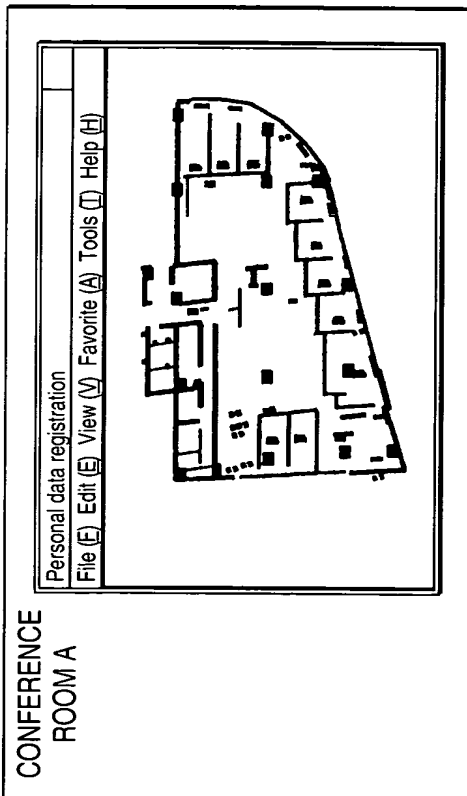 CONFERENCE
ROOM A
Personal data registration
File (F) Edit (E) View (V) Favorite (A) Tools (T) Help (H)